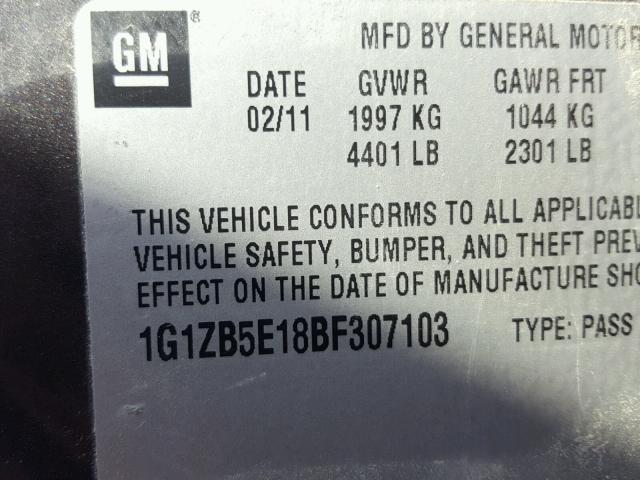 GM®
MFD BY GENERAL MOTOR
DATE GVWR GAWR FRT
02/11 1997 KG 1044 KG
4401 LB 2301 LB
THIS VEHICLE CONFORMS TO ALL APPLICABL
VEHICLE SAFETY, BUMPER, AND THEFT PREV
EFFECT ON THE DATE OF MANUFACTURE SHO
1G1ZB5E18BF307103 TYPE: PASS